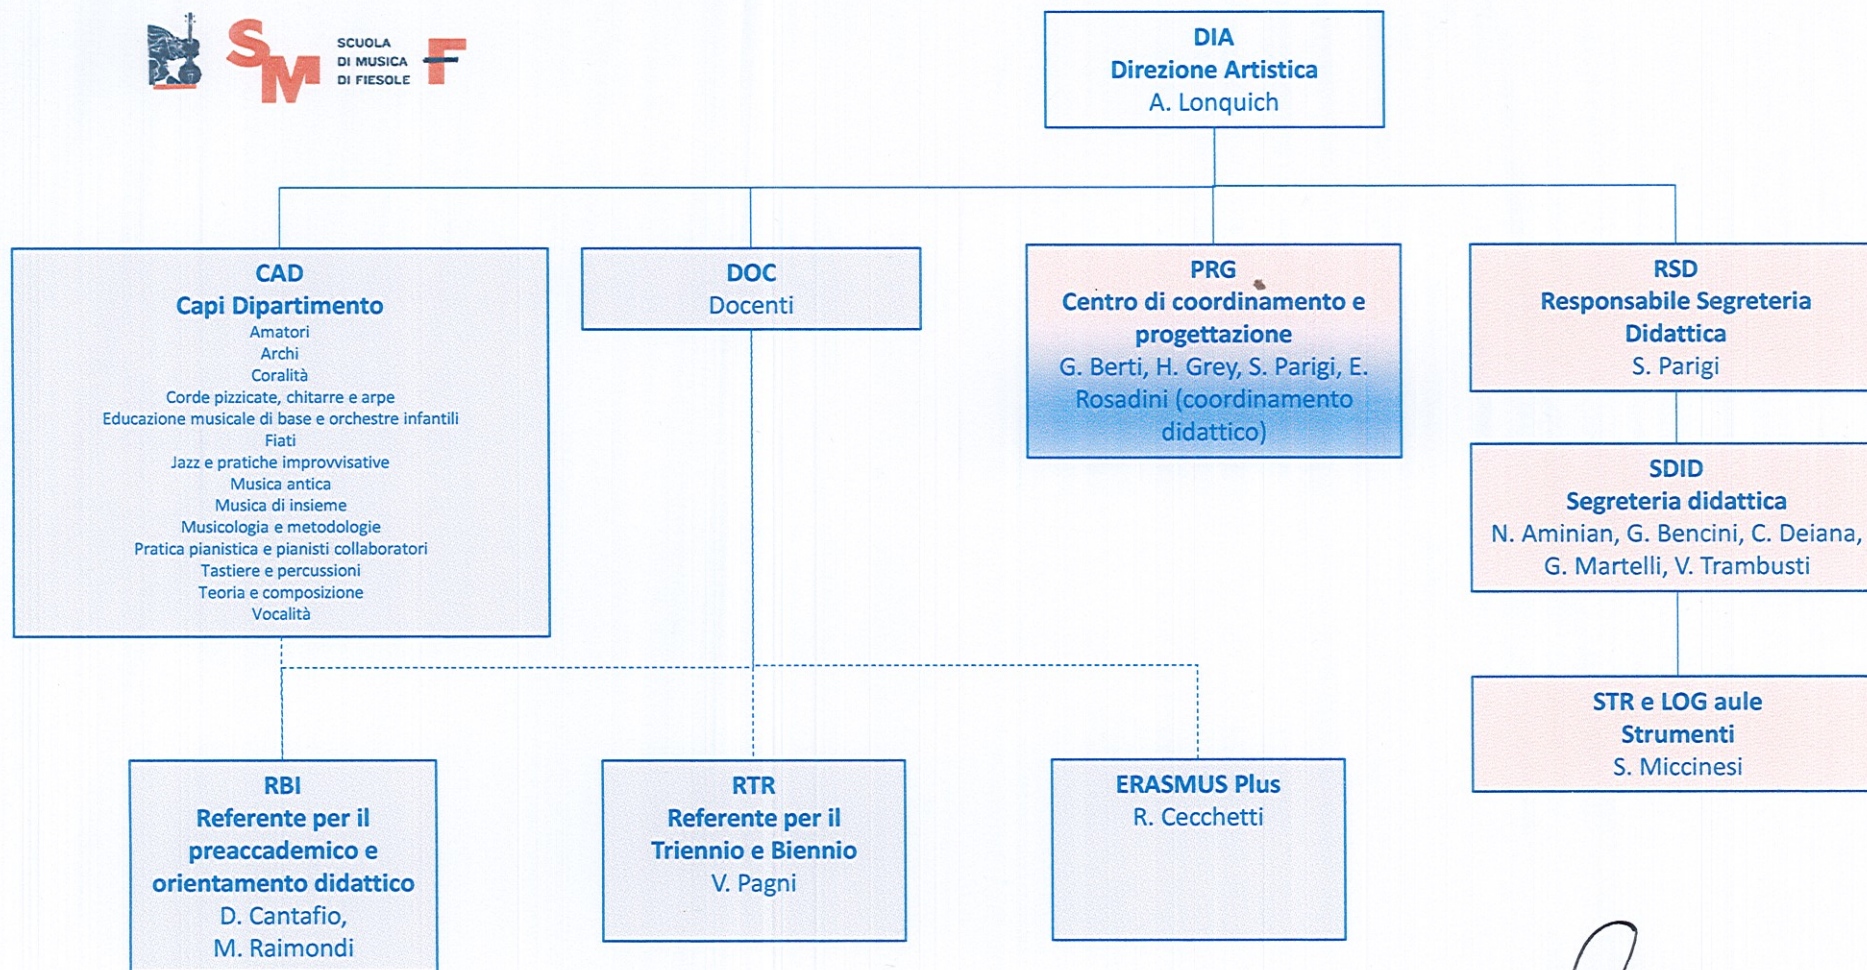 SMF
SCUOLA
DI MUSICA
DI FIESOLE
DIA
Direzione Artistica
A. Lonquich
CAD
Capi Dipartimento
Amatori
Archi
Coralità
Corde pizzicate, chitarre e arpe
Educazione musicale di base e orchestre infantili
Fiati
Jazz e pratiche improvvisative
Musica antica
Musica di insieme
Musicologia e metodologie
Pratica pianistica e pianisti collaboratori
Tastiere e percussioni
Teoria e composizione
Vocalità
DOC
Docenti
PRG
Centro di coordinamento e
progettazione
G. Berti, H. Grey, S. Parigi, E.
Rosadini (coordinamento
didattico)
RSD
Responsabile Segreteria
Didattica
S. Parigi
SDID
Segreteria didattica
N. Aminian, G. Bencini, C. Deiana,
G. Martelli, V. Trambusti
STR e LOG aule
Strumenti
S. Miccinesi
RBI
Referente per il
preaccademico e
orientamento didattico
D. Cantafio,
M. Raimondi
RTR
Referente per il
Triennio e Biennio
V. Pagni
ERASMUS Plus
R. Cecchetti